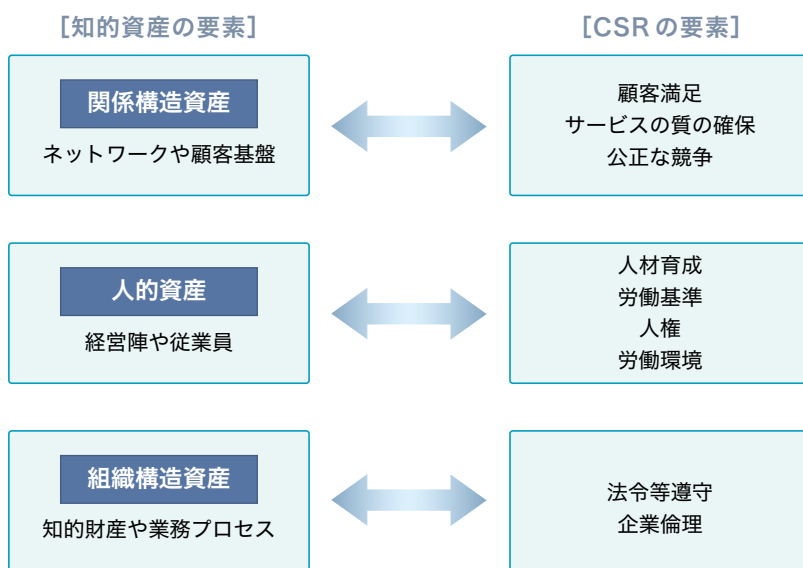 [知的資産の要素]
[CSRの要素]
関係構造資産
ネットワークや顧客基盤
顧客満足
サービスの質の確保
公正な競争
人的資産
経営陣や従業員
人材育成
労働基準
人権
労働環境
組織構造資産
知的財産や業務プロセス
法令等遵守
企業倫理